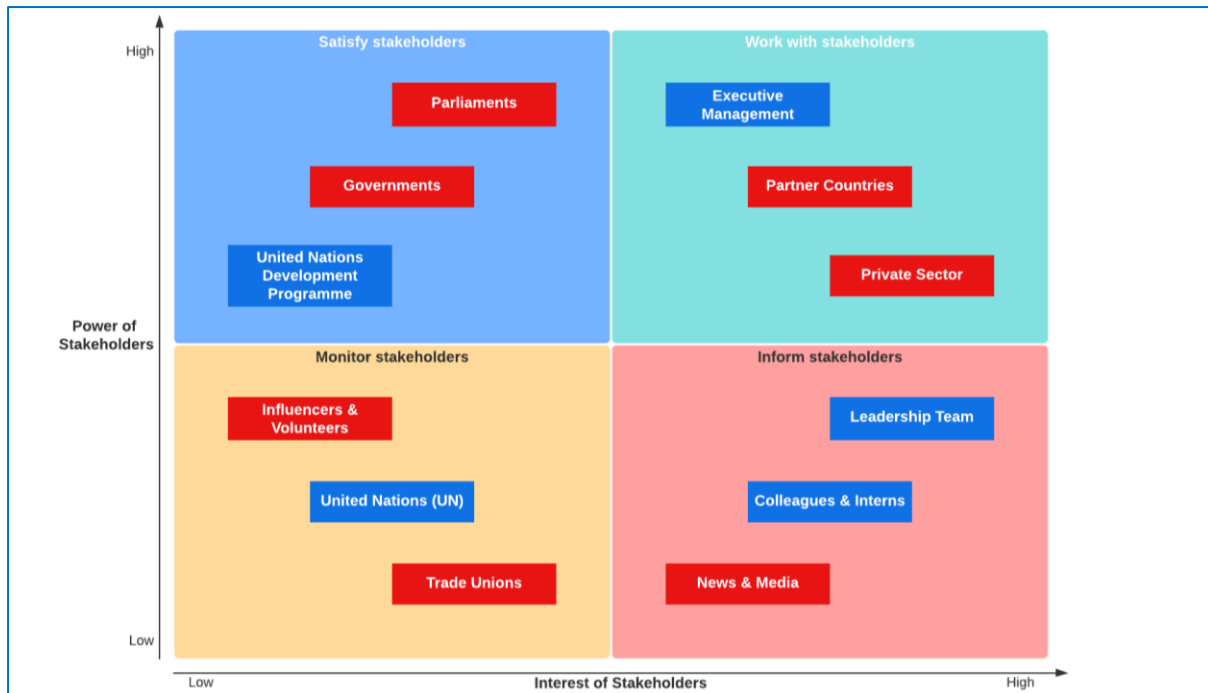 High
Satisfy stakeholders
Work with stakeholders
Parliaments
Executive
Management
Governments
Partner Countries
United Nations
Development
Programme
Private Sector
Power of
Stakeholders
Monitor stakeholders
Inform stakeholders
Influencers &
Volunteers
Leadership Team
United Nations (UN)
Colleagues & Interns
Trade Unions
News & Media
Low
Low
Interest of Stakeholders
High